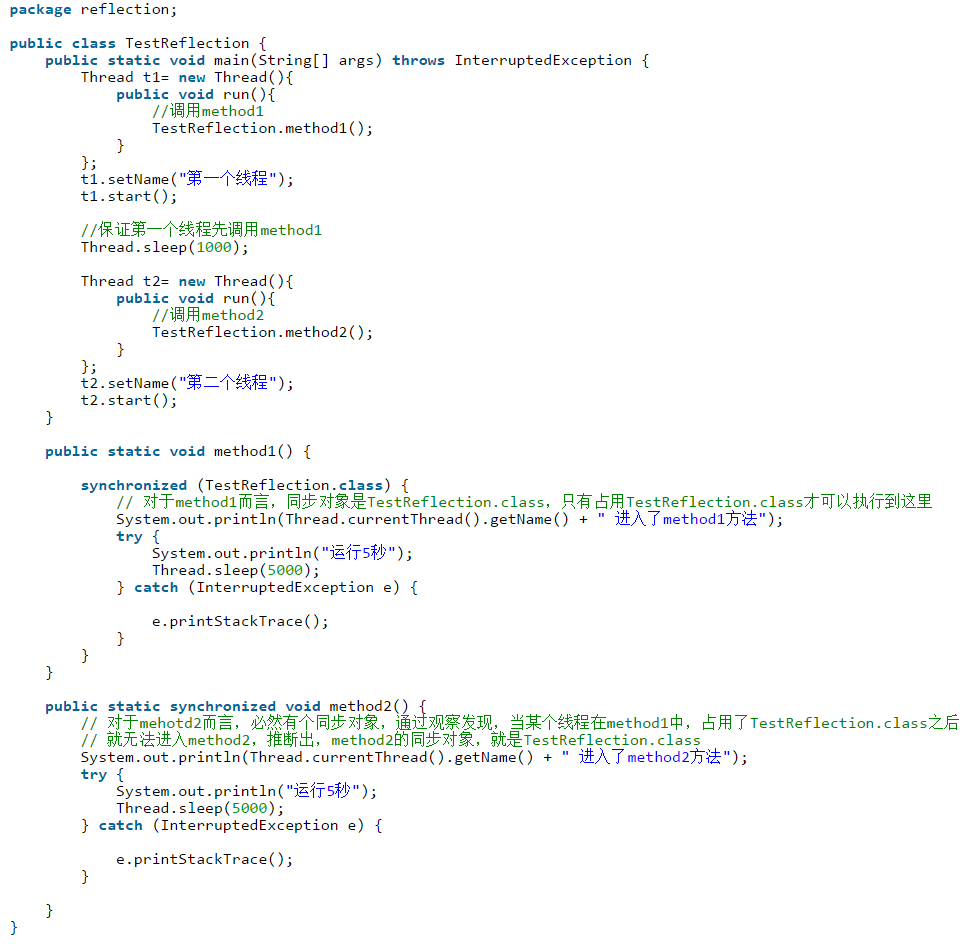 package reflection;
public class TestReflection {
    public static void main(String[] args) throws InterruptedException {
        Thread t1= new Thread(){
            public void run(){
                //调用method1
                TestReflection.method1();
            }
        };
        t1.setName("第一个线程");
        t1.start();
        //保证第一个线程先调用method1
        Thread.sleep(1000);
        Thread t2= new Thread(){
            public void run(){
                //调用method2
                TestReflection.method2();
            }
        };
        t2.setName("第二个线程");
        t2.start();
    }
    public static void method1() {
        synchronized (TestReflection.class) {
            // 对于method1而言，同步对象是TestReflection.class，只有占用TestReflection.class才可以执行到这里
            System.out.println(Thread.currentThread().getName() + " 进入了method1方法");
            try {
                System.out.println("运行5秒");
                Thread.sleep(5000);
            } catch (InterruptedException e) {
                e.printStackTrace();
            }
        }
    }
    public static synchronized void method2() {
        // 对于mehotd2而言，必然有个同步对象，通过观察发现，当某个线程在method1中，占用了TestReflection.class之后
        // 就无法进入method2，推断出，method2的同步对象，就是TestReflection.class
        System.out.println(Thread.currentThread().getName() + " 进入了method2方法");
        try {
            System.out.println("运行5秒");
            Thread.sleep(5000);
        } catch (InterruptedException e) {
            e.printStackTrace();
        }
    }
}